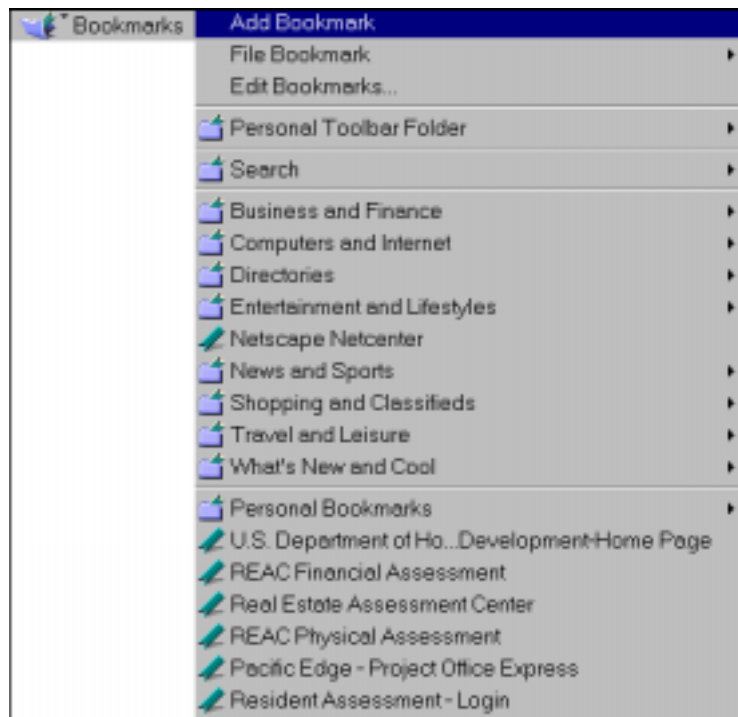 Bookmarks
Add Bookmark
File Bookmark
Edit Bookmarks...
Personal Toolbar Folder
Search
Business and Finance
Computers and Internet
Directories
Entertainment and Lifestyles
Netscape Netcenter
News and Sports
Shopping and Classifieds
Travel and Leisure
What's New and Cool
Personal Bookmarks
U.S. Department of Ho...Development-Home Page
REAC Financial Assessment
Real Estate Assessment Center
REAC Physical Assessment
Pacific Edge - Project Office Express
Resident Assessment - Login